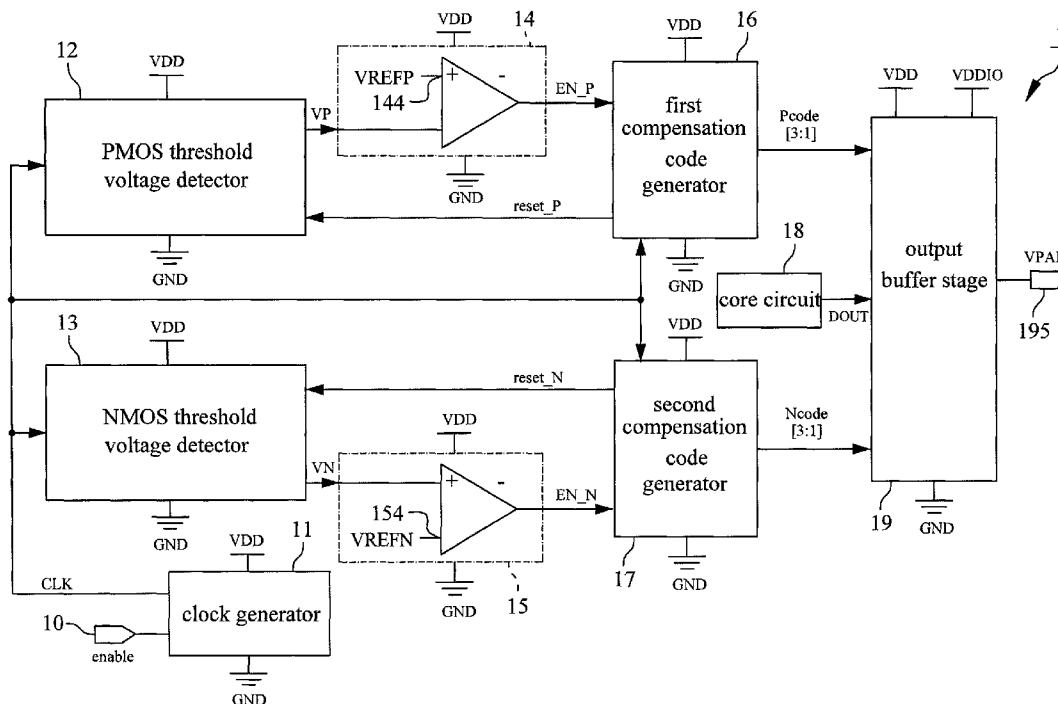 14
VDD
16
VDD
12
VDD
VREFP
+
-
144
EN_P
VP
first
compensation
code
generator
VDD
VDDIO
Pcode
[3:1]
PMOS threshold
voltage detector
GND
reset_P
GND
GND
18
output
buffer stage
core circuit
DOUT
195
13
VDD
VDD
reset_N
NMOS threshold
voltage detector
VDD
second
compensation
code
generator
Ncode
[3:1]
VN
+
-
154
EN_N
VREFN
GND
11
VDD
19
GND
17
GND
GND
15
CLK
clock generator
10
enable
GND